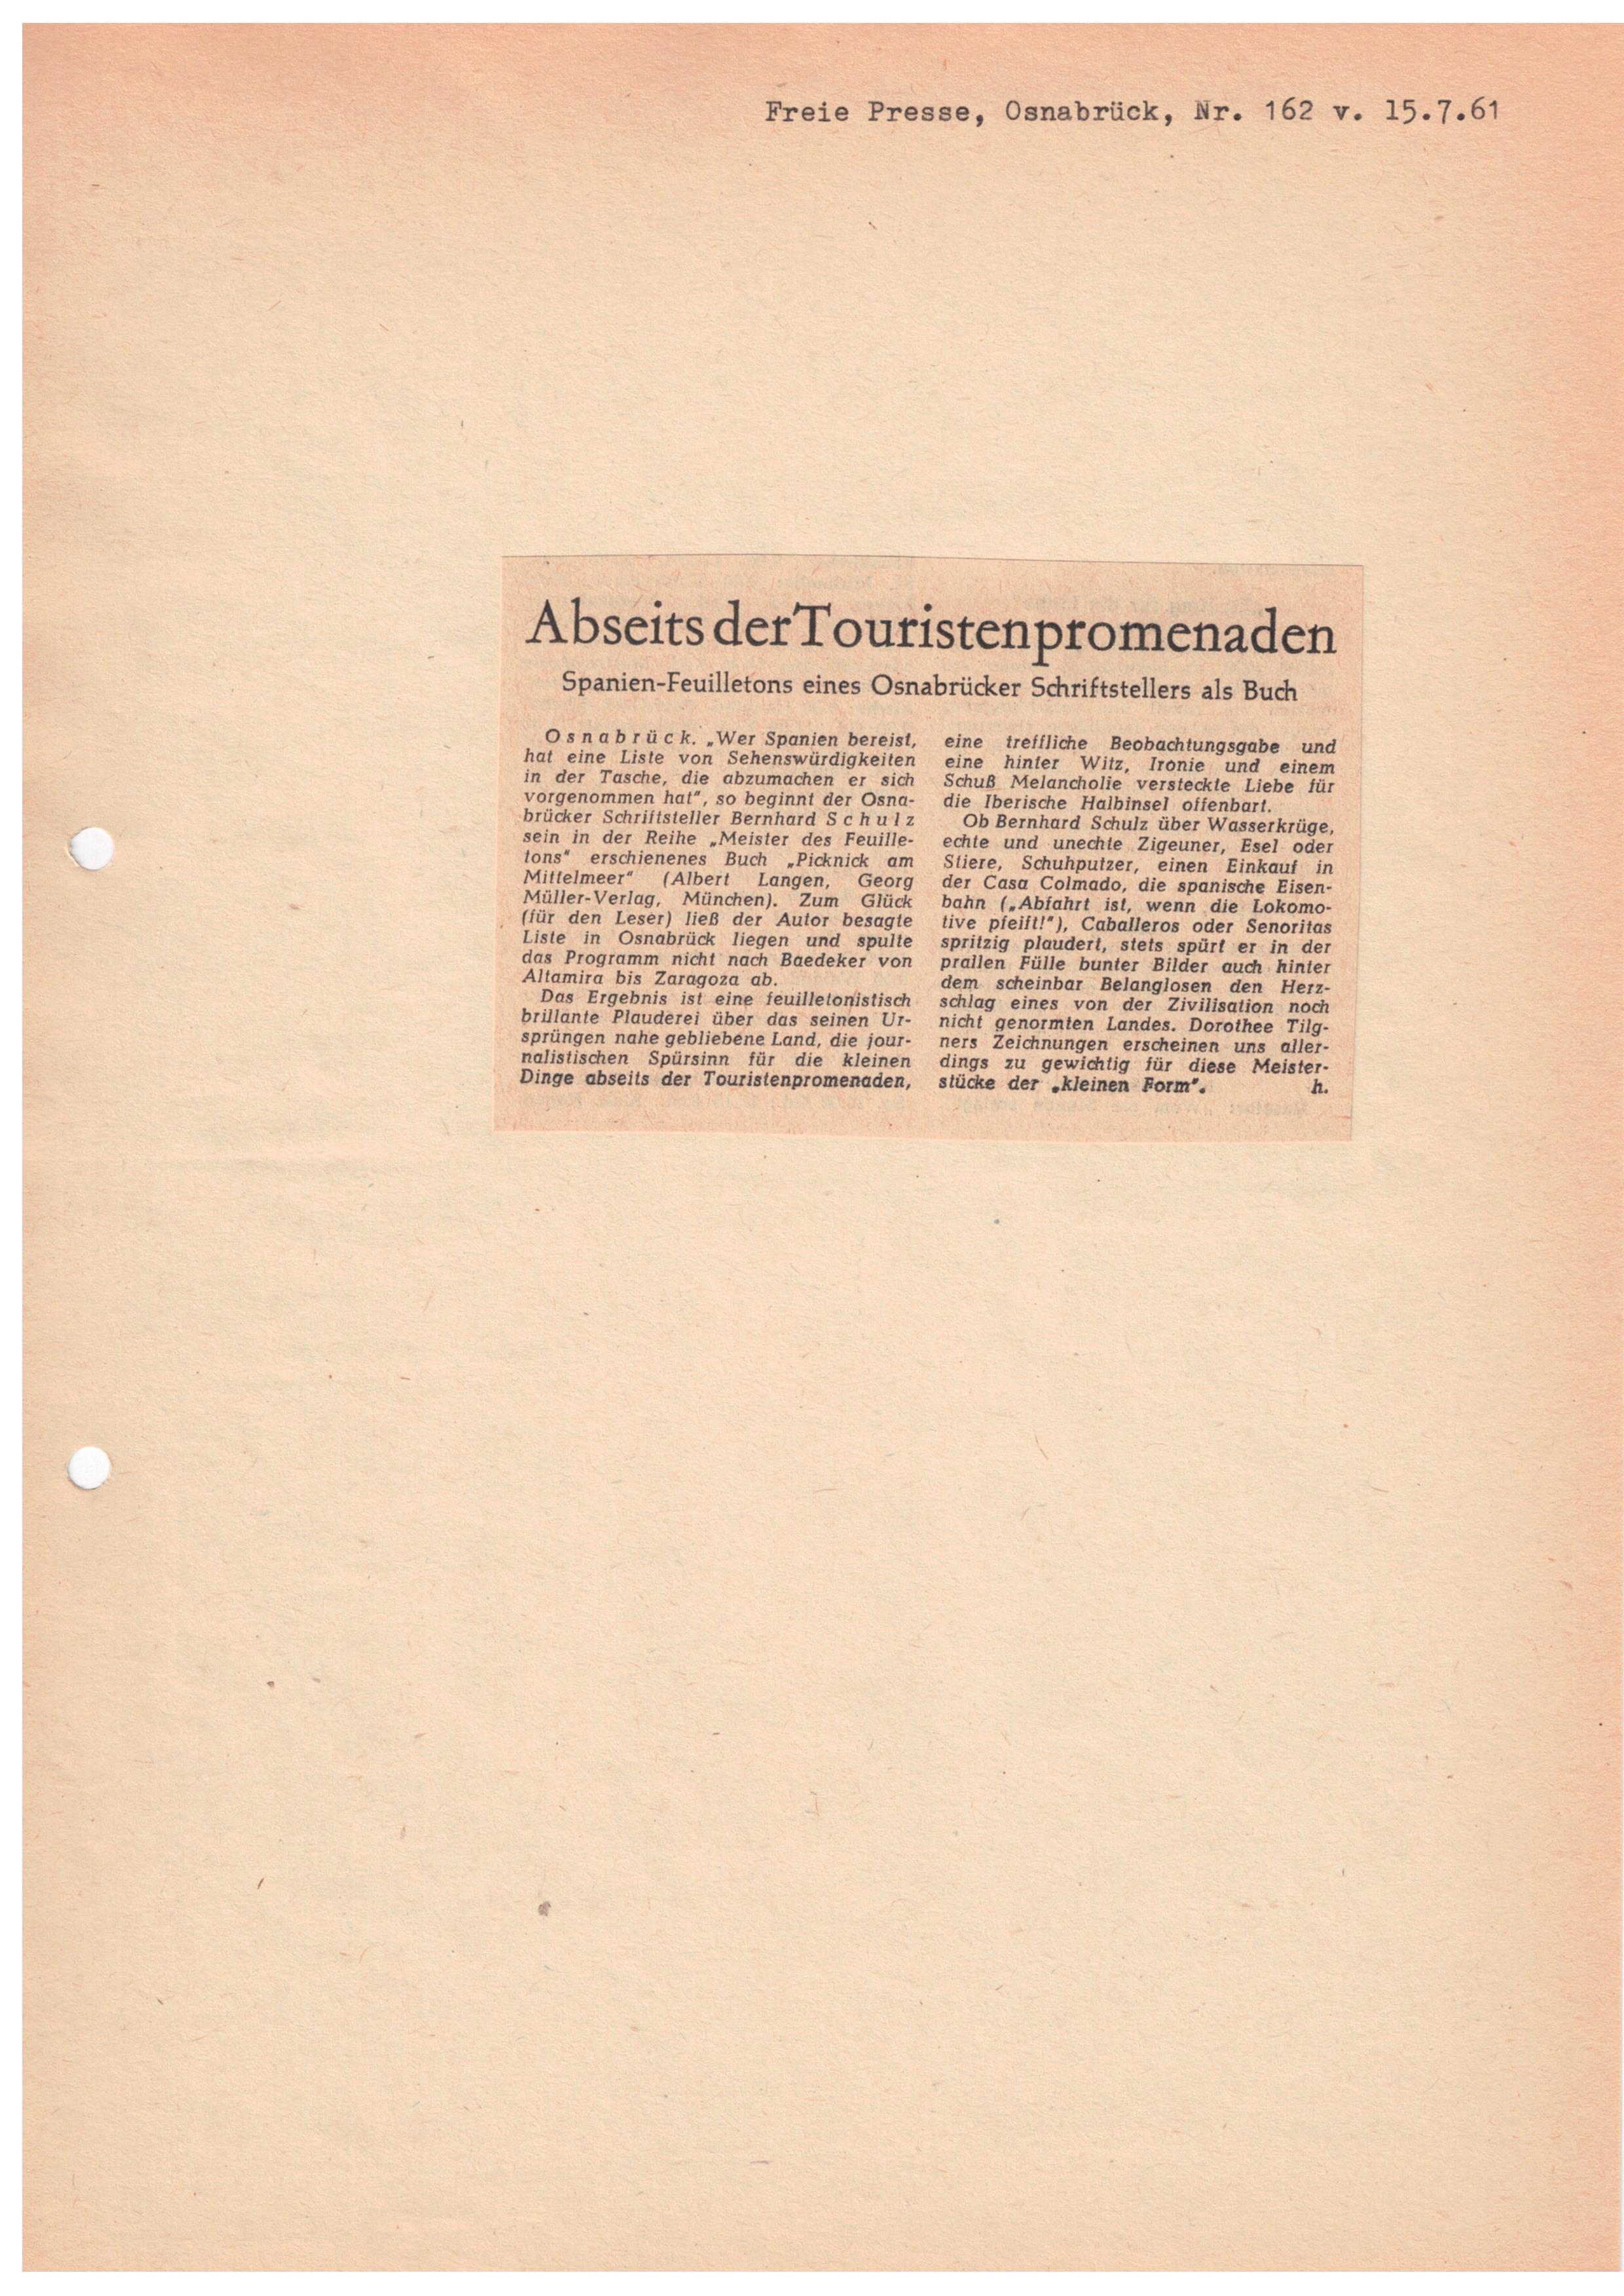 Freie Presse, Osnabrück, Nr. 162 v. 15.7.61
Abseits der Touristenpromenaden
Spanien-Feuilletons eines Osnabrücker Schriftstellers als Buch
Osnabrück. „Wer Spanien bereist,
hat eine Liste von Sehenswürdigkeiten
in der Tasche, die abzumachen er sich
vorgenommen hat“, so beginnt der Osna-
brücker Schriftsteller Bernhard Schulz
sein in der Reihe „Meister des Feuille-
tons“ erschienenes Buch „Picknick am
Mittelmeer“ (Albert Langen, Georg
Müller-Verlag, München). Zum Glück
(für den Leser) ließ der Autor besagte
Liste in Osnabrück liegen und spulte
das Programm nicht nach Baedeker von
Altamira bis Zaragoza ab.
Das Ergebnis ist eine feuilletonistisch
brillante Plauderei über das seinen Ur-
sprüngen nahe gebliebene Land, die jour-
nalistischen Spürsinn für die kleinen
Dinge abseits der Touristenpromenaden,
eine treffliche Beobachtungsgabe und
eine hinter Witz, Ironie und einem
Schuß Melancholie versteckte Liebe für
die Iberische Halbinsel offenbart.
Ob Bernhard Schulz über Wasserkrüge,
echte und unechte Zigeuner, Esel oder
Stiere, Schuhputzer, einen Einkauf in
der Casa Colmado, die spanische Eisen-
bahn („Abfahrt ist, wenn die Lokomo-
tive pfeift!“), Caballeros oder Senoritas
spritzig plaudert, stets spürt er in der
prallen Fülle bunter Bilder auch hinter
dem scheinbar Belanglosen den Herz-
schlag eines von der Zivilisation noch
nicht genormten Landes. Dorothee Tilg-
ners Zeichnungen erscheinen uns aller-
dings zu gewichtig für diese Meister-
stücke der „kleinen Form“. h.